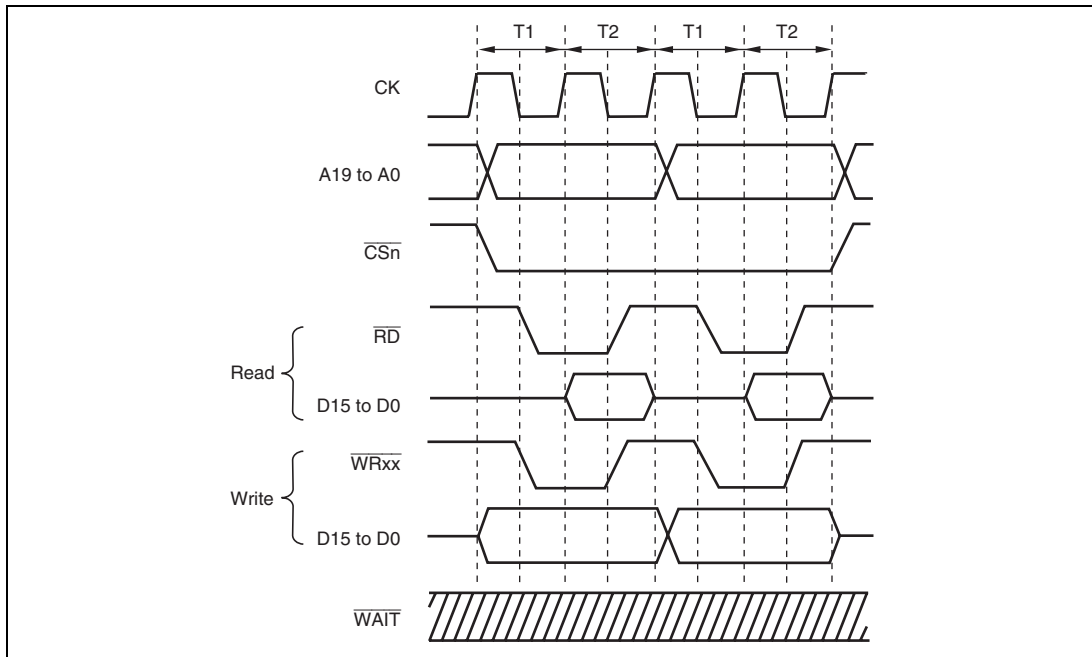 T1 T2 T1 T2
CK
A19 to A0
CSn
RD
Read
D15 to D0
WRxx
Write
D15 to D0
WAIT